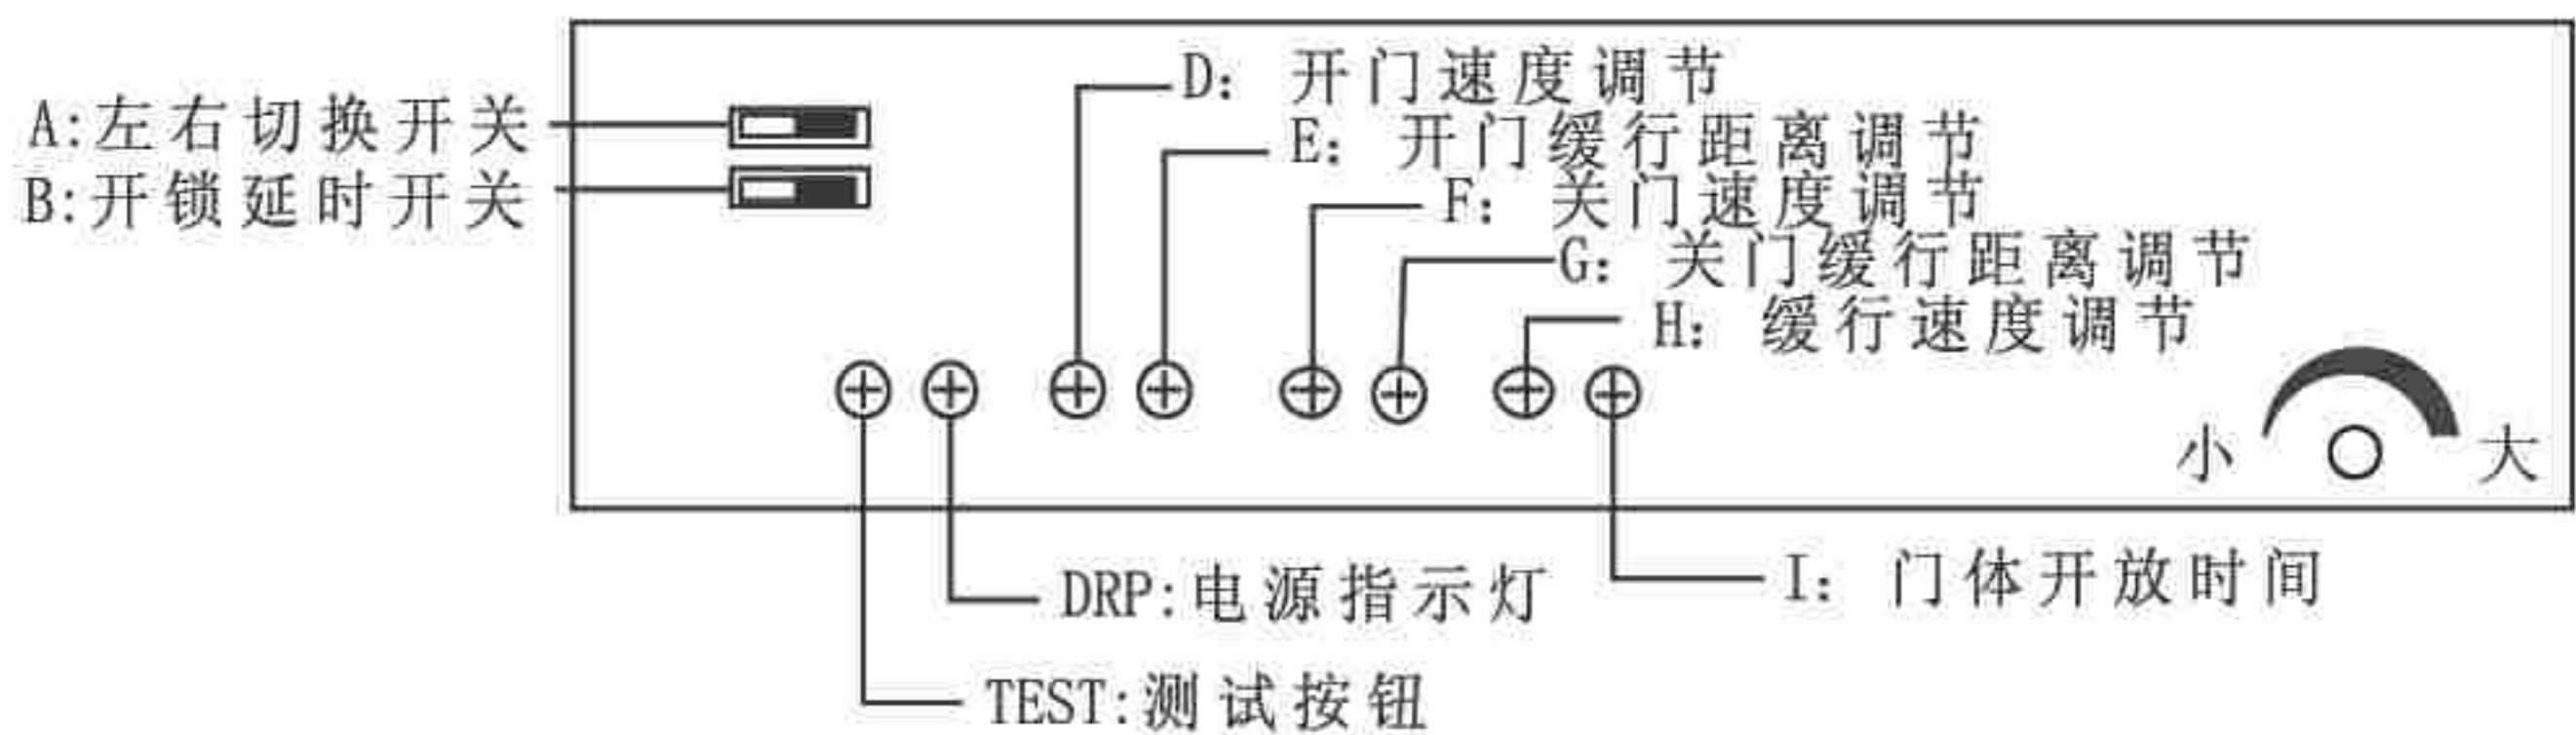 D: 开门速度调节
A:左右切换开关
E: 开门缓行距离调节
B:开锁延时开关
F: 关门速度调节
G: 关门缓行距离调节
H: 缓行速度调节
小 大
DRP:电源指示灯
I: 门体开放时间
TEST:测试按钮